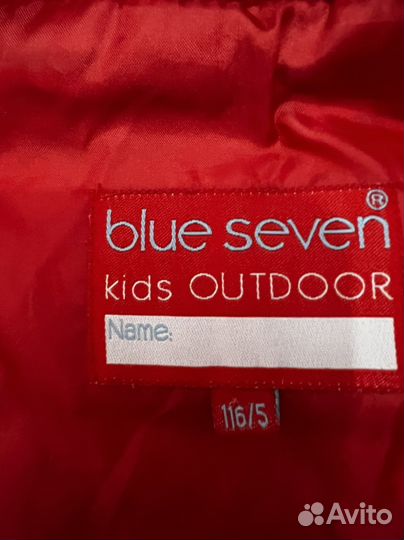 blue seven®
kids OUTDOOR
Name:
116/5
Avito